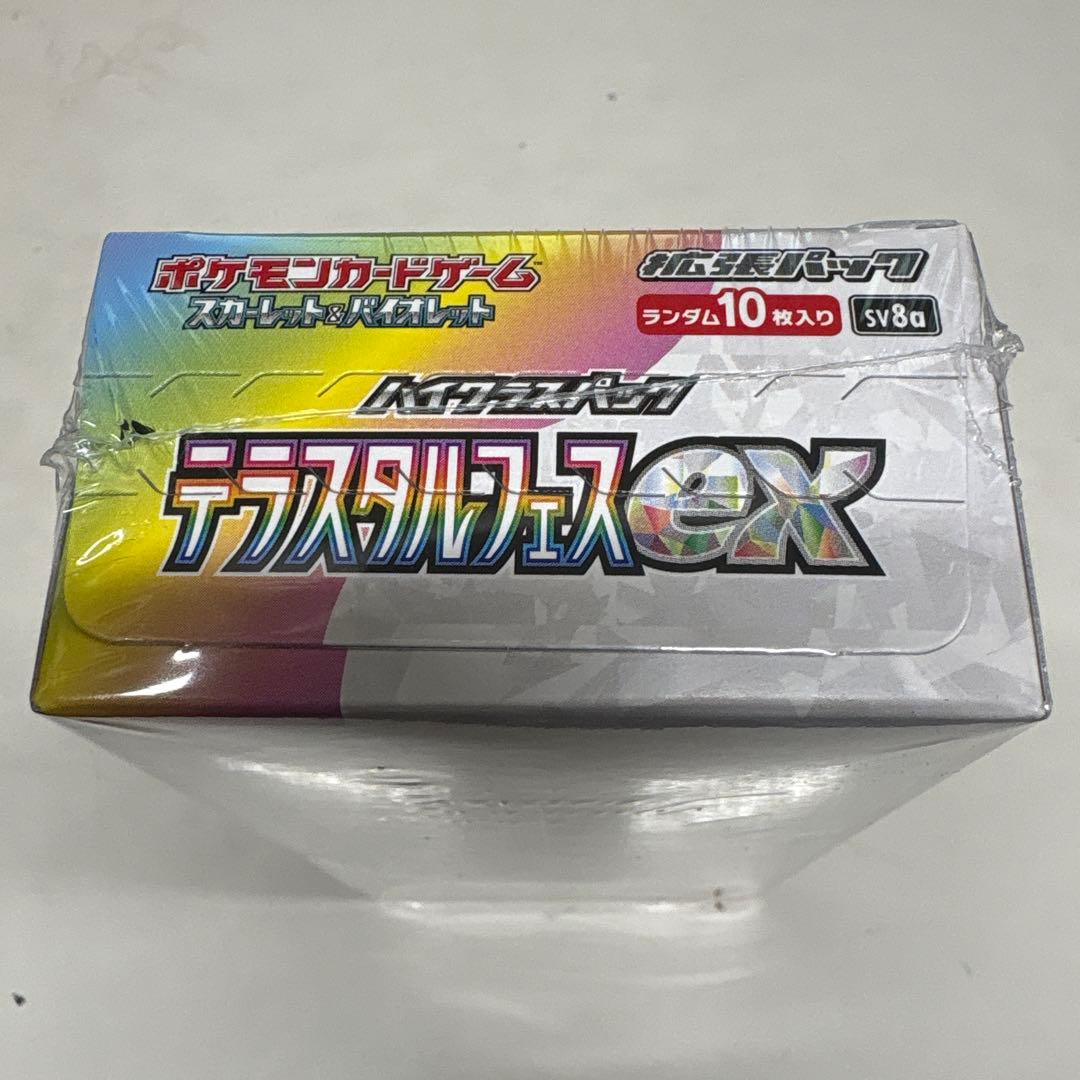 ポケモンカードゲーム™
スカーレット&バイオレット
拡張パック
ランダム10枚入り
SV8a
ハイクラスパック
テラスタルフェスex